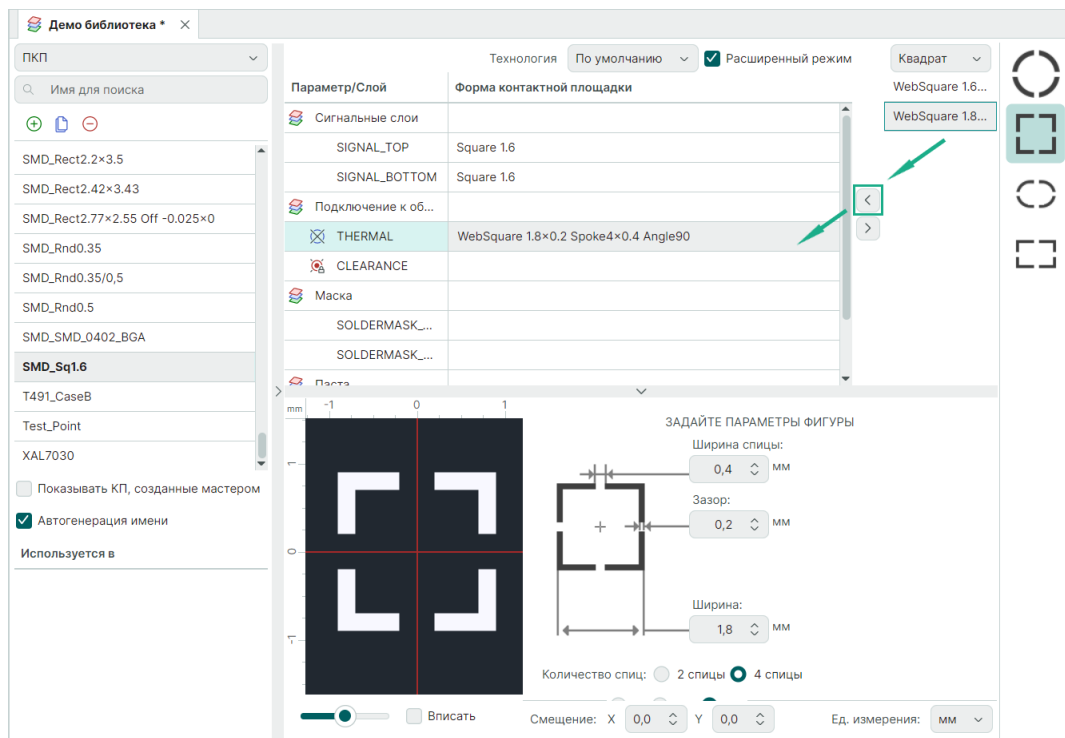 Демо библиотека *
ПКП
Имя для поиска
SMD_Rect2.2×3.5
SMD_Rect2.42×3.43
SMD_Rect2.77×2.55 Off -0.025×0
SMD_Rnd0.35
SMD_Rnd0.35/0,5
SMD_Rnd0.5
SMD_SMD_0402_BGA
SMD_Sq1.6
T491_CaseB
Test_Point
XAL7030
Показывать КП, созданные мастером
Автогенерация имени
Используется в
Технология По умолчанию Расширенный режим
Параметр/Слой Форма контактной площадки
Сигнальные слои
SIGNAL_TOP Square 1.6
SIGNAL_BOTTOM Square 1.6
Подключение к об...
THERMAL WebSquare 1.8×0.2 Spoke4×0.4 Angle90
CLEARANCE
Маска
SOLDERMASK_...
SOLDERMASK_...
Паста
Квадрат
WebSquare 1.6...
WebSquare 1.8...
mm -1 0 1
0
-1
ЗАДАЙТЕ ПАРАМЕТРЫ ФИГУРЫ
Ширина спицы:
0,4 мм
Зазор:
0,2 мм
Ширина:
1,8 мм
Количество спиц: 2 спицы 4 спицы
Вписать
Смещение: X 0,0 Y 0,0 Ед. измерения: мм